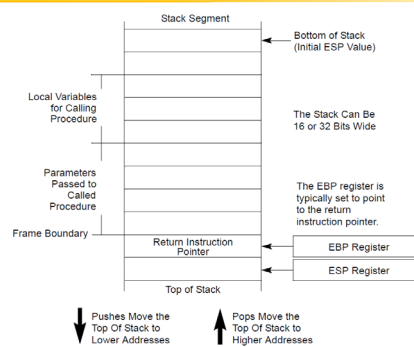 Stack Segment
Bottom of Stack
(Initial ESP Value)
Local Variables
for Calling
Procedure
The Stack Can Be
16 or 32 Bits Wide
Parameters
Passed to
Called
Procedure
The EBP register is
typically set to point
to the return
instruction pointer.
Frame Boundary
Return Instruction
Pointer
EBP Register
ESP Register
Top of Stack
Pushes Move the
Top Of Stack to
Lower Addresses
Pops Move the
Top Of Stack to
Higher Addresses